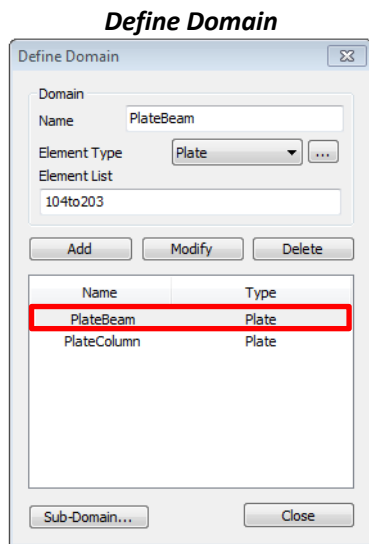 Define Domain
Define Domain
Domain
Name PlateBeam
Element Type Plate ...
Element List
104to203
Add Modify Delete
Name Type
PlateBeam Plate
PlateColumn Plate
Sub-Domain... Close